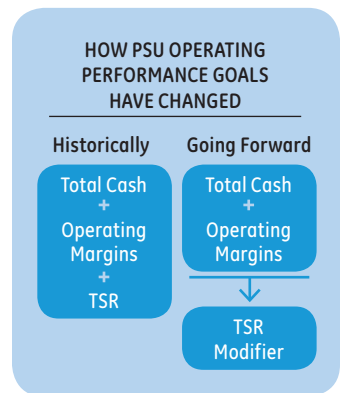 HOW PSU OPERATING
PERFORMANCE GOALS
HAVE CHANGED
Historically
Total Cash
+
Operating
Margins
+
TSR
Going Forward
Total Cash
+
Operating
Margins
TSR
Modifier